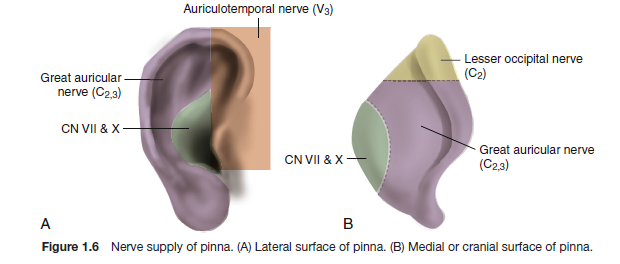 Auriculotemporal nerve (V3)
Great auricular
nerve (C2,3)
CN VII & X
Lesser occipital nerve
(C2)
CN VII & X
Great auricular nerve
(C2,3)
A
B
Figure 1.6 Nerve supply of pinna. (A) Lateral surface of pinna. (B) Medial or cranial surface of pinna.